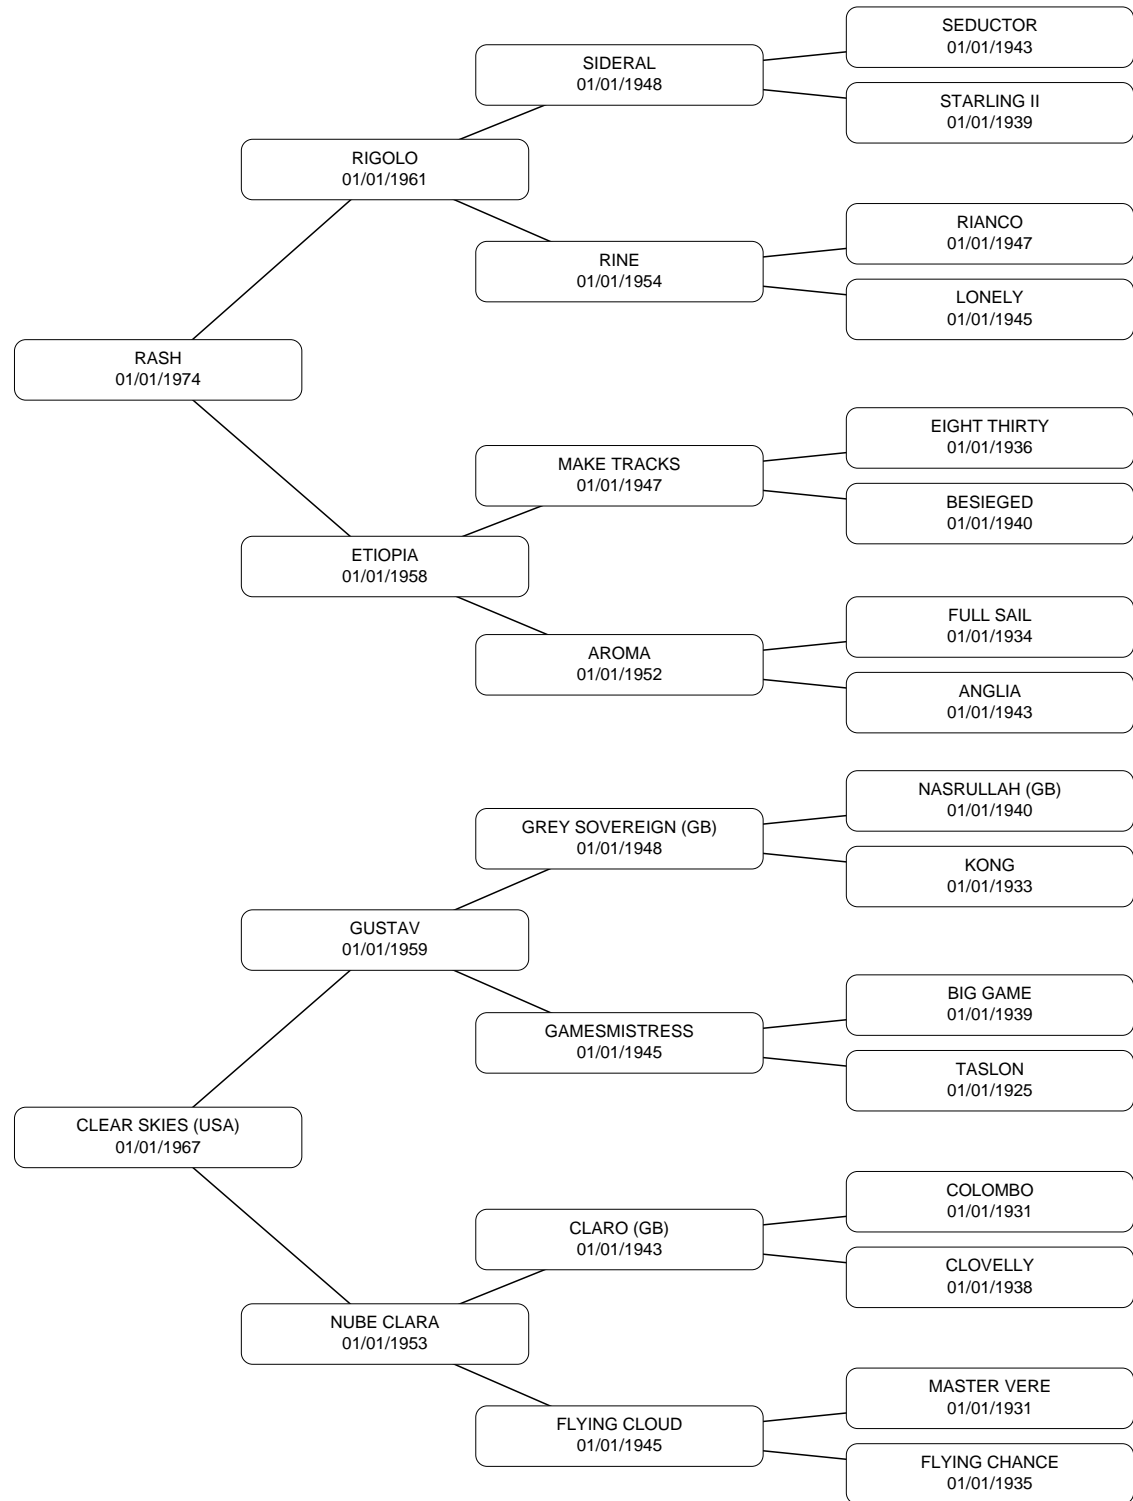 SEDUCTOR
01/01/1943
SIDERAL
01/01/1948
STARLING II
01/01/1939
RIGOLO
01/01/1961
RIANCO
01/01/1947
RINE
01/01/1954
LONELY
01/01/1945
RASH
01/01/1974
EIGHT THIRTY
01/01/1936
MAKE TRACKS
01/01/1947
BESIEGED
01/01/1940
ETIOPIA
01/01/1958
FULL SAIL
01/01/1934
AROMA
01/01/1952
ANGLIA
01/01/1943
NASRULLAH (GB)
01/01/1940
GREY SOVEREIGN (GB)
01/01/1948
KONG
01/01/1933
GUSTAV
01/01/1959
BIG GAME
01/01/1939
GAMESMISTRESS
01/01/1945
TASLON
01/01/1925
CLEAR SKIES (USA)
01/01/1967
COLOMBO
01/01/1931
CLARO (GB)
01/01/1943
CLOVELLY
01/01/1938
NUBE CLARA
01/01/1953
MASTER VERE
01/01/1931
FLYING CLOUD
01/01/1945
FLYING CHANCE
01/01/1935